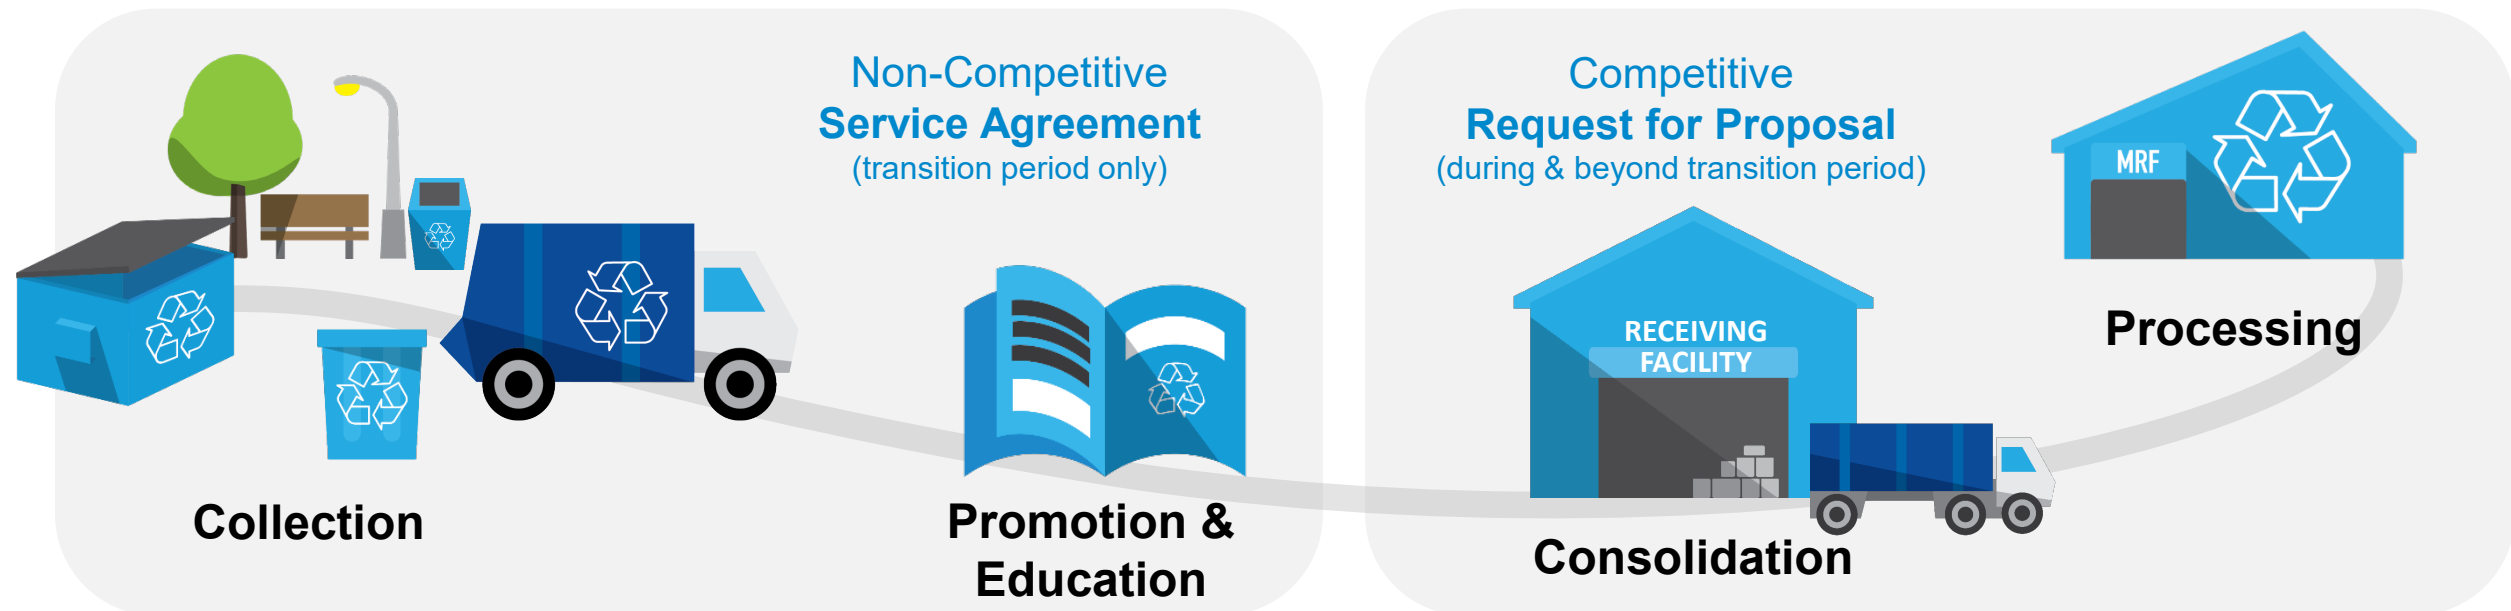 Non-Competitive
Service Agreement
(transition period only)
Collection
Promotion &
Education
Competitive
Request for Proposal
(during & beyond transition period)
MRF
RECEIVING
FACILITY
Processing
Consolidation